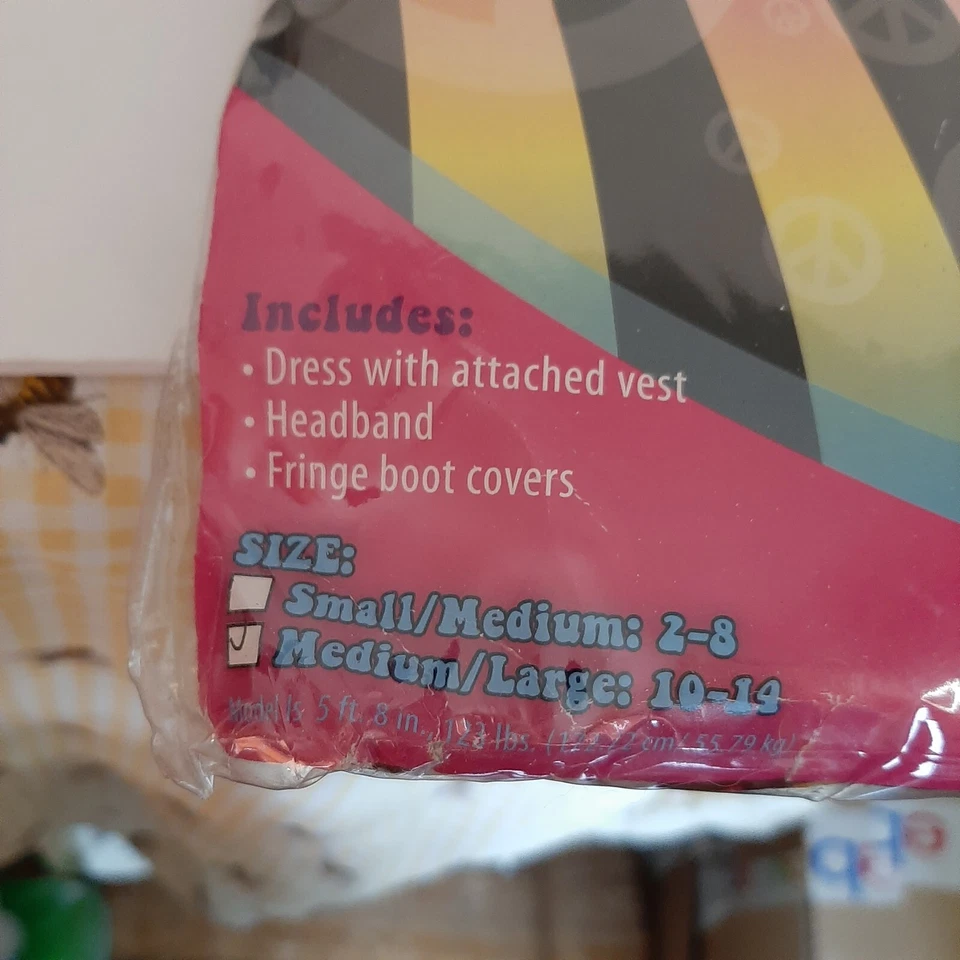 Includes:
• Dress with attached vest
• Headband
• Fringe boot covers
SIZE:
Small/Medium: 2-8
Medium/Large: 10-14
Model Is 5 ft. 8 in., 123 lbs. (172.72 cm/ 55.79 kg)